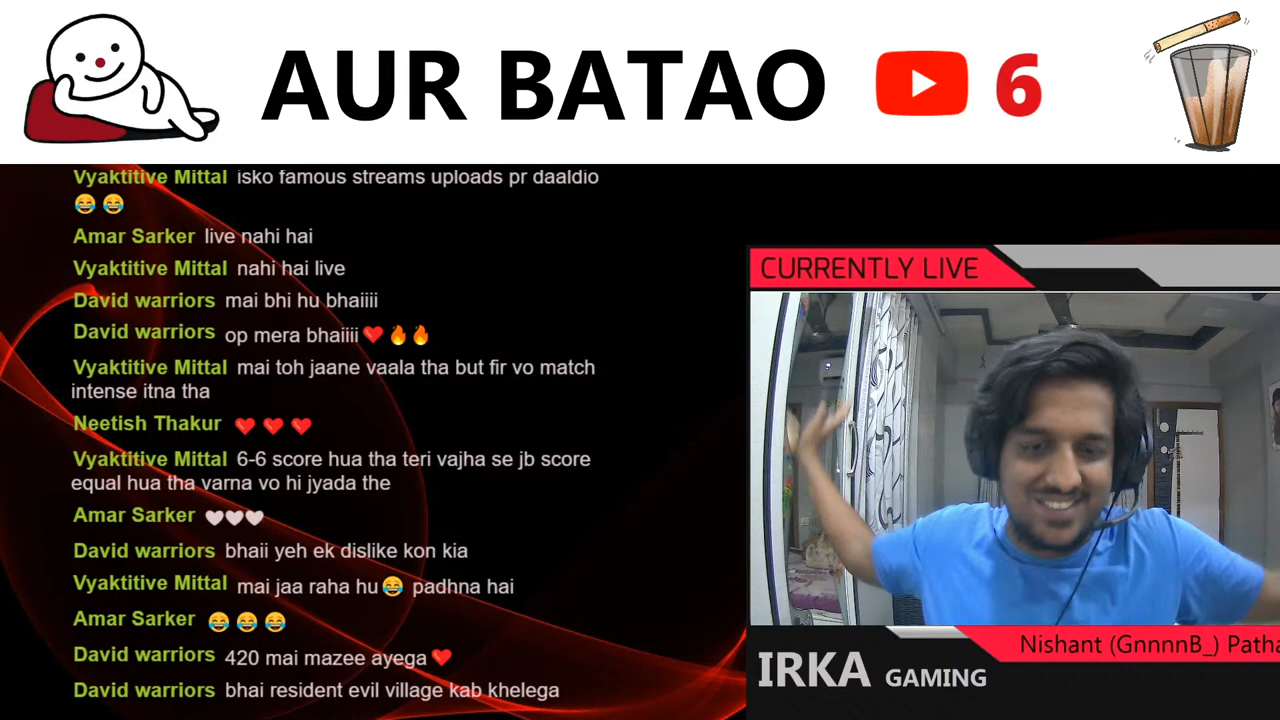 AUR BATAO 6
Vyaktitive Mittal isko famous streams uploads pr daaldio
😂 😂
Amar Sarker live nahi hai
Vyaktitive Mittal nahi hai live
David warriors mai bhi hu bhaiiii
David warriors op mera bhaiiii ❤️🔥🔥
Vyaktitive Mittal mai toh jaane vaala tha but fir vo match
intense itna tha
Neetish Thakur ❤️ ❤️ ❤️
Vyaktitive Mittal 6-6 score hua tha teri vajha se jb score
equal hua tha varna vo hi jyada the
Amar Sarker 🤍🤍🤍
David warriors bhaii yeh ek dislike kon kia
Vyaktitive Mittal mai jaa raha hu 😂 padhna hai
Amar Sarker 😂 😂 😂
David warriors 420 mai mazee ayega ❤️
David warriors bhai resident evil village kab khelega
CURRENTLY LIVE
Nishant (GnnnnB_) Patha
IRKA GAMING